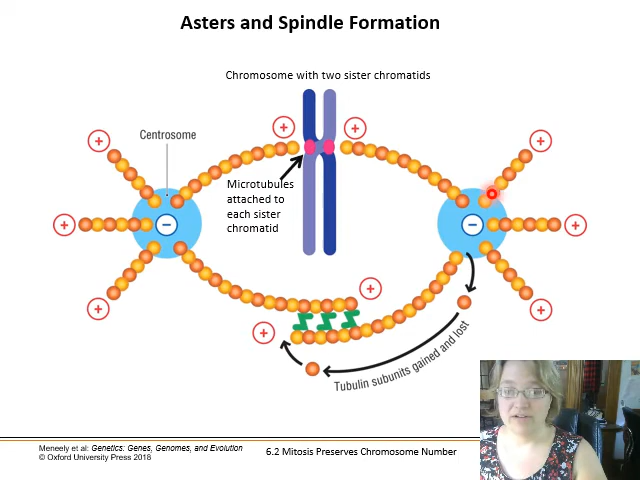 Asters and Spindle Formation
Chromosome with two sister chromatids
+
+
+
+
Centrosome
Microtubules
attached to
each sister
chromatid
+
−
−
+
+
+
+
+
Tubulin subunits gained and lost
Meneely et al: Genetics: Genes, Genomes, and Evolution
© Oxford University Press 2018
6.2 Mitosis Preserves Chromosome Number